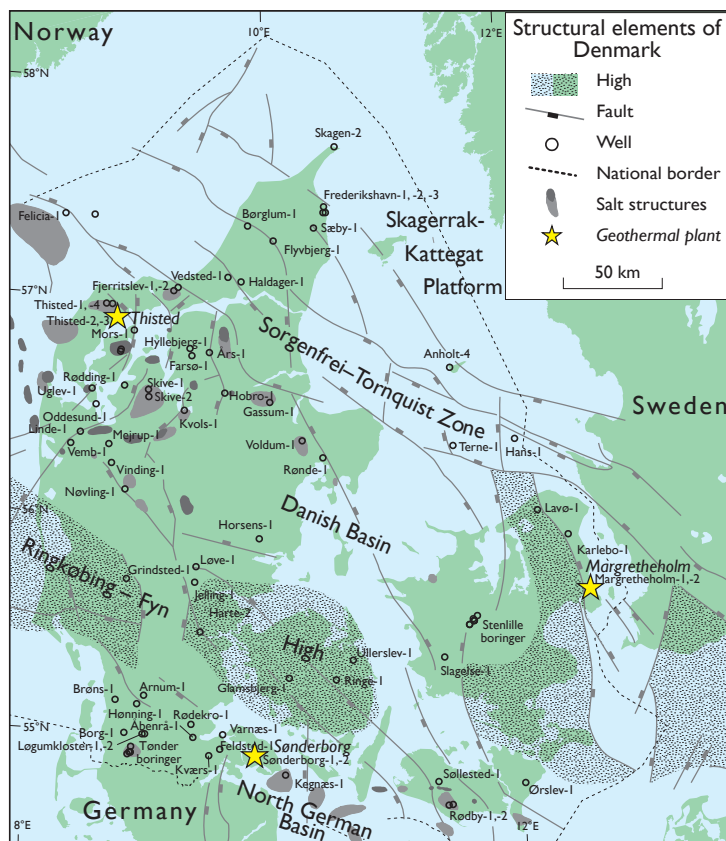 Norway
10°E
12°E
Structural elements of
Denmark
High
Fault
Well
National border
Salt structures
Geothermal plant
50 km
58°N
Skagen-2
Frederikshavn-1, -2, -3
Felicia-1
Børglum-1
Sæby-1
Flyvbjerg-1
Skagerrak-
Kattegat
Platform
57°N
Vedsted-1
Fjerritslev-1,-2
Haldager-1
Thisted-1, -4
Thisted-2,-3
Thisted
Mors-1
Hyllebjerg-1
Års-1
Farsø-1
Sorgenfrei–Tornquist Zone
Anholt-4
Rødding-1
Uglev-1
Skive-1
Skive-2
Hobro-1
Gassum-1
Sweden
Oddesund-1
Kvols-1
Linde-1
Mejrup-1
Voldum-1
Terne-1
Hans-1
Vemb-1
Vinding-1
Rønde-1
Nøvling-1
56°N
Danish Basin
Lavø-1
Horsens-1
Karlebo-1
Ringkøbing – Fyn
High
Løve-1
Grindsted-1
Margretheholm
Margretheholm-1,-2
Jelling-1
Harte-2
Stenlille
boringer
Ullerslev-1
Slagelse-1
Glamsbjerg-1
Ringe-1
Brøns-1
Arnum-1
Hønning-1
Rødekro-1
55°N
Åbenrå-1
Borg-1
Varnæs-1
Løgumkloster-1, -2
Tønder
boringer
Feldsted-1
Sønderborg
Sønderborg-1,-2
Kværs-1
Kegnæs-1
Søllested-1
Ørslev-1
Rødby-1,-2
Germany
North German
Basin
8°E
12°E